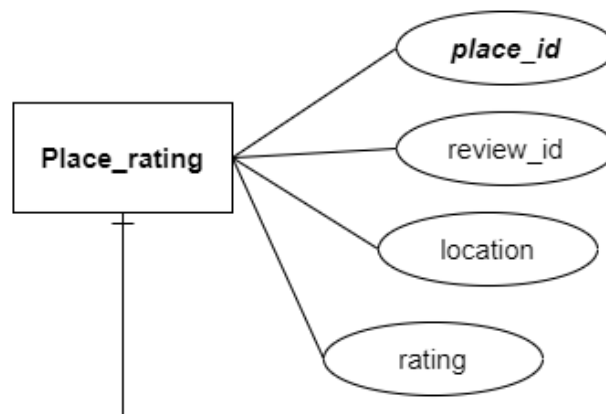 place_id
Place_rating
review_id
location
rating